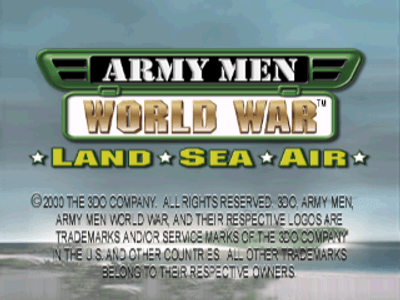 ARMY MEN
WORLD WAR™
★LAND★SEA★AIR★
©2000 THE 3DO COMPANY. ALL RIGHTS RESERVED. 3DO, ARMY MEN,
ARMY MEN WORLD WAR, AND THEIR RESPECTIVE LOGOS ARE
TRADEMARKS AND/OR SERVICE MARKS OF THE 3DO COMPANY
IN THE U.S. AND OTHER COUNTRIES. ALL OTHER TRADEMARKS
BELONG TO THEIR RESPECTIVE OWNERS.